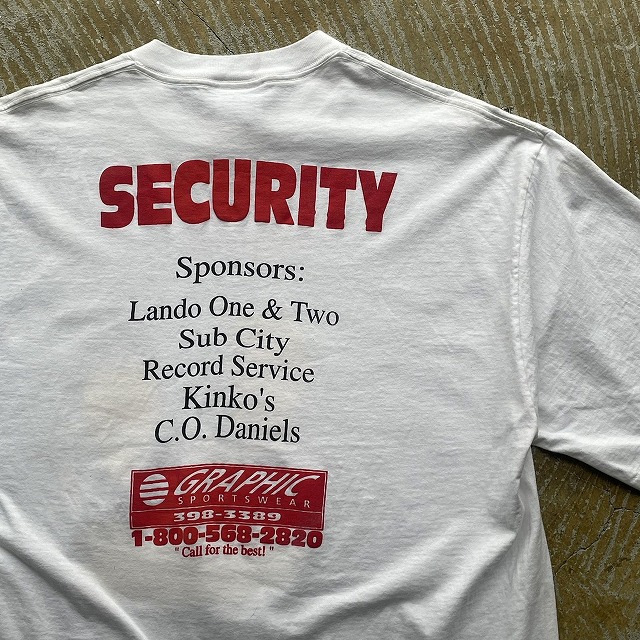 SECURITY
Sponsors:
Lando One & Two
Sub City
Record Service
Kinko's
C.O. Daniels
GRAPHIC
SPORTSWEAR
398-3389
1-800-568-2820
"Call for the best!"